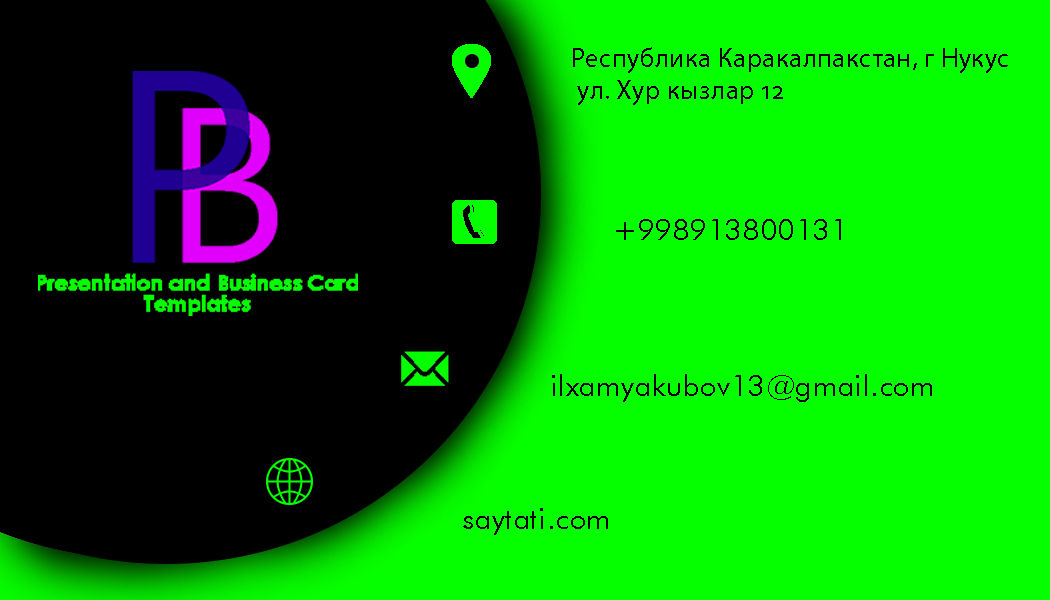 PB
Presentation and Business Card
Templates
Республика Каракалпакстан, г Нукус
ул. Хур кызлар 12
+998913800131
ilxamyakubov13@gmail.com
saytati.com